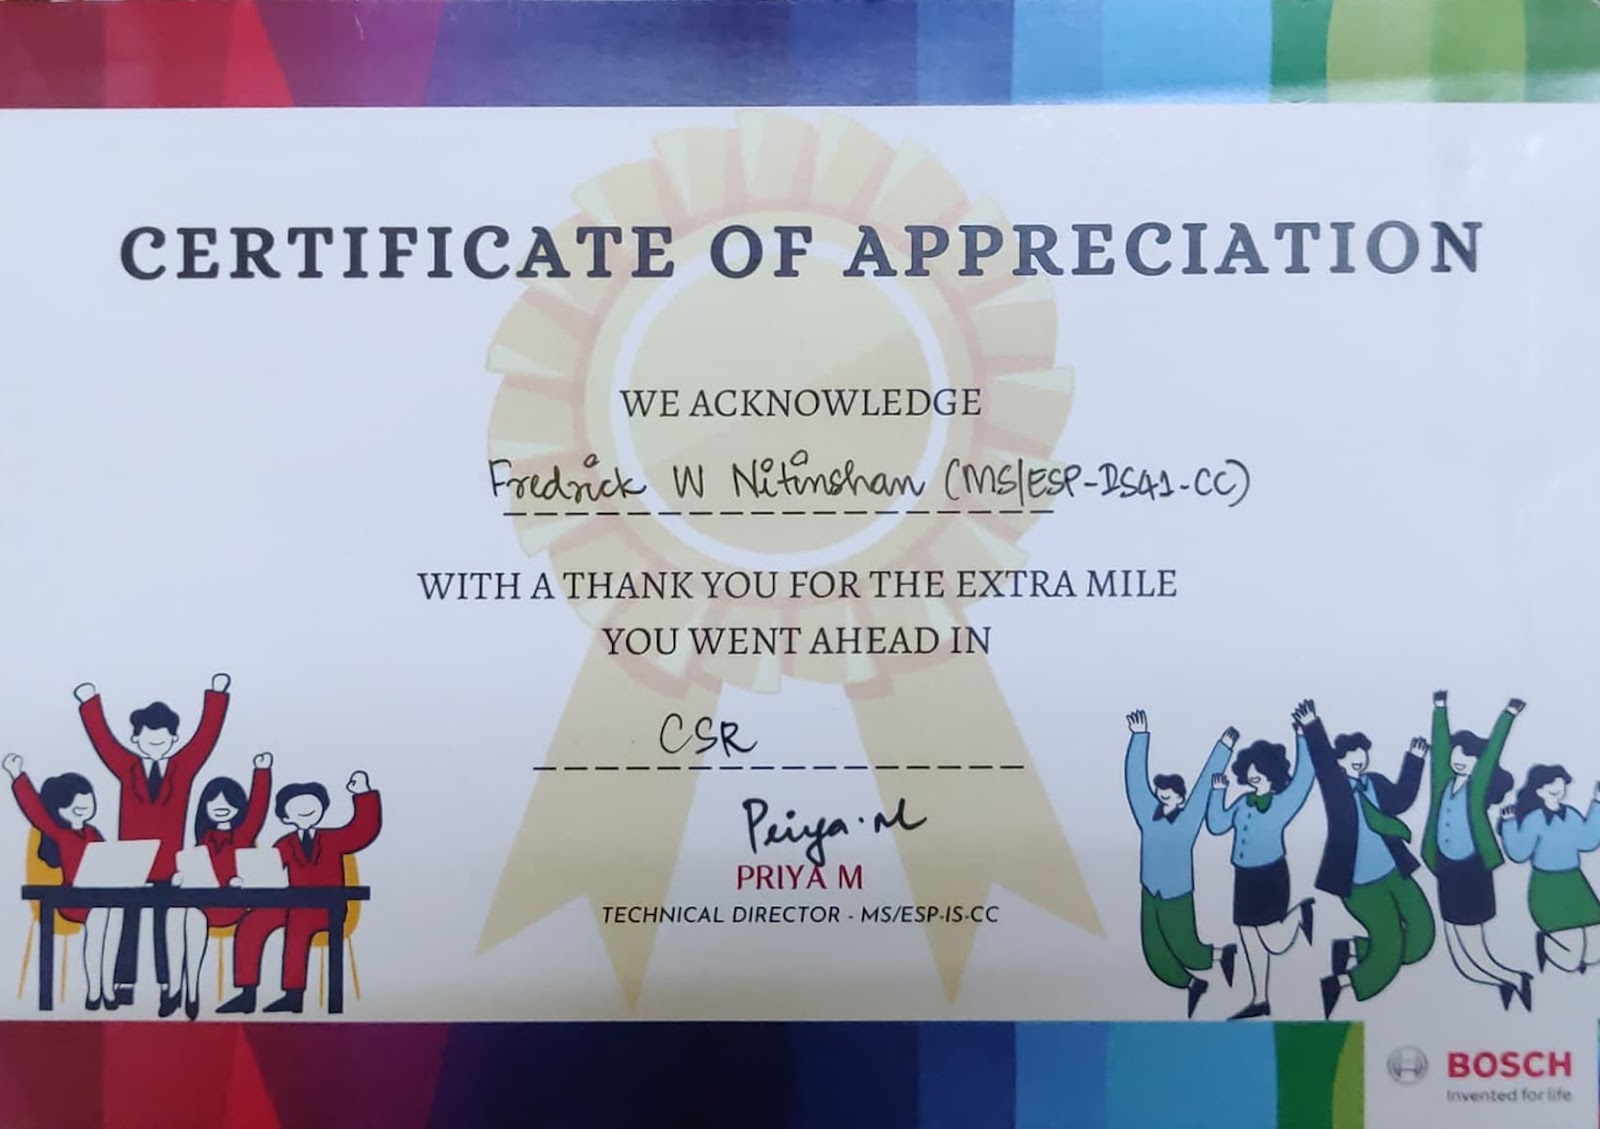 CERTIFICATE OF APPRECIATION
WE ACKNOWLEDGE
Fredrick W Nitinshan (MS/ESP-DS41-CC)
WITH A THANK YOU FOR THE EXTRA MILE
YOU WENT AHEAD IN
CSR
Priya.M
PRIYA M
TECHNICAL DIRECTOR - MS/ESP-IS-CC
BOSCH
Invented for life